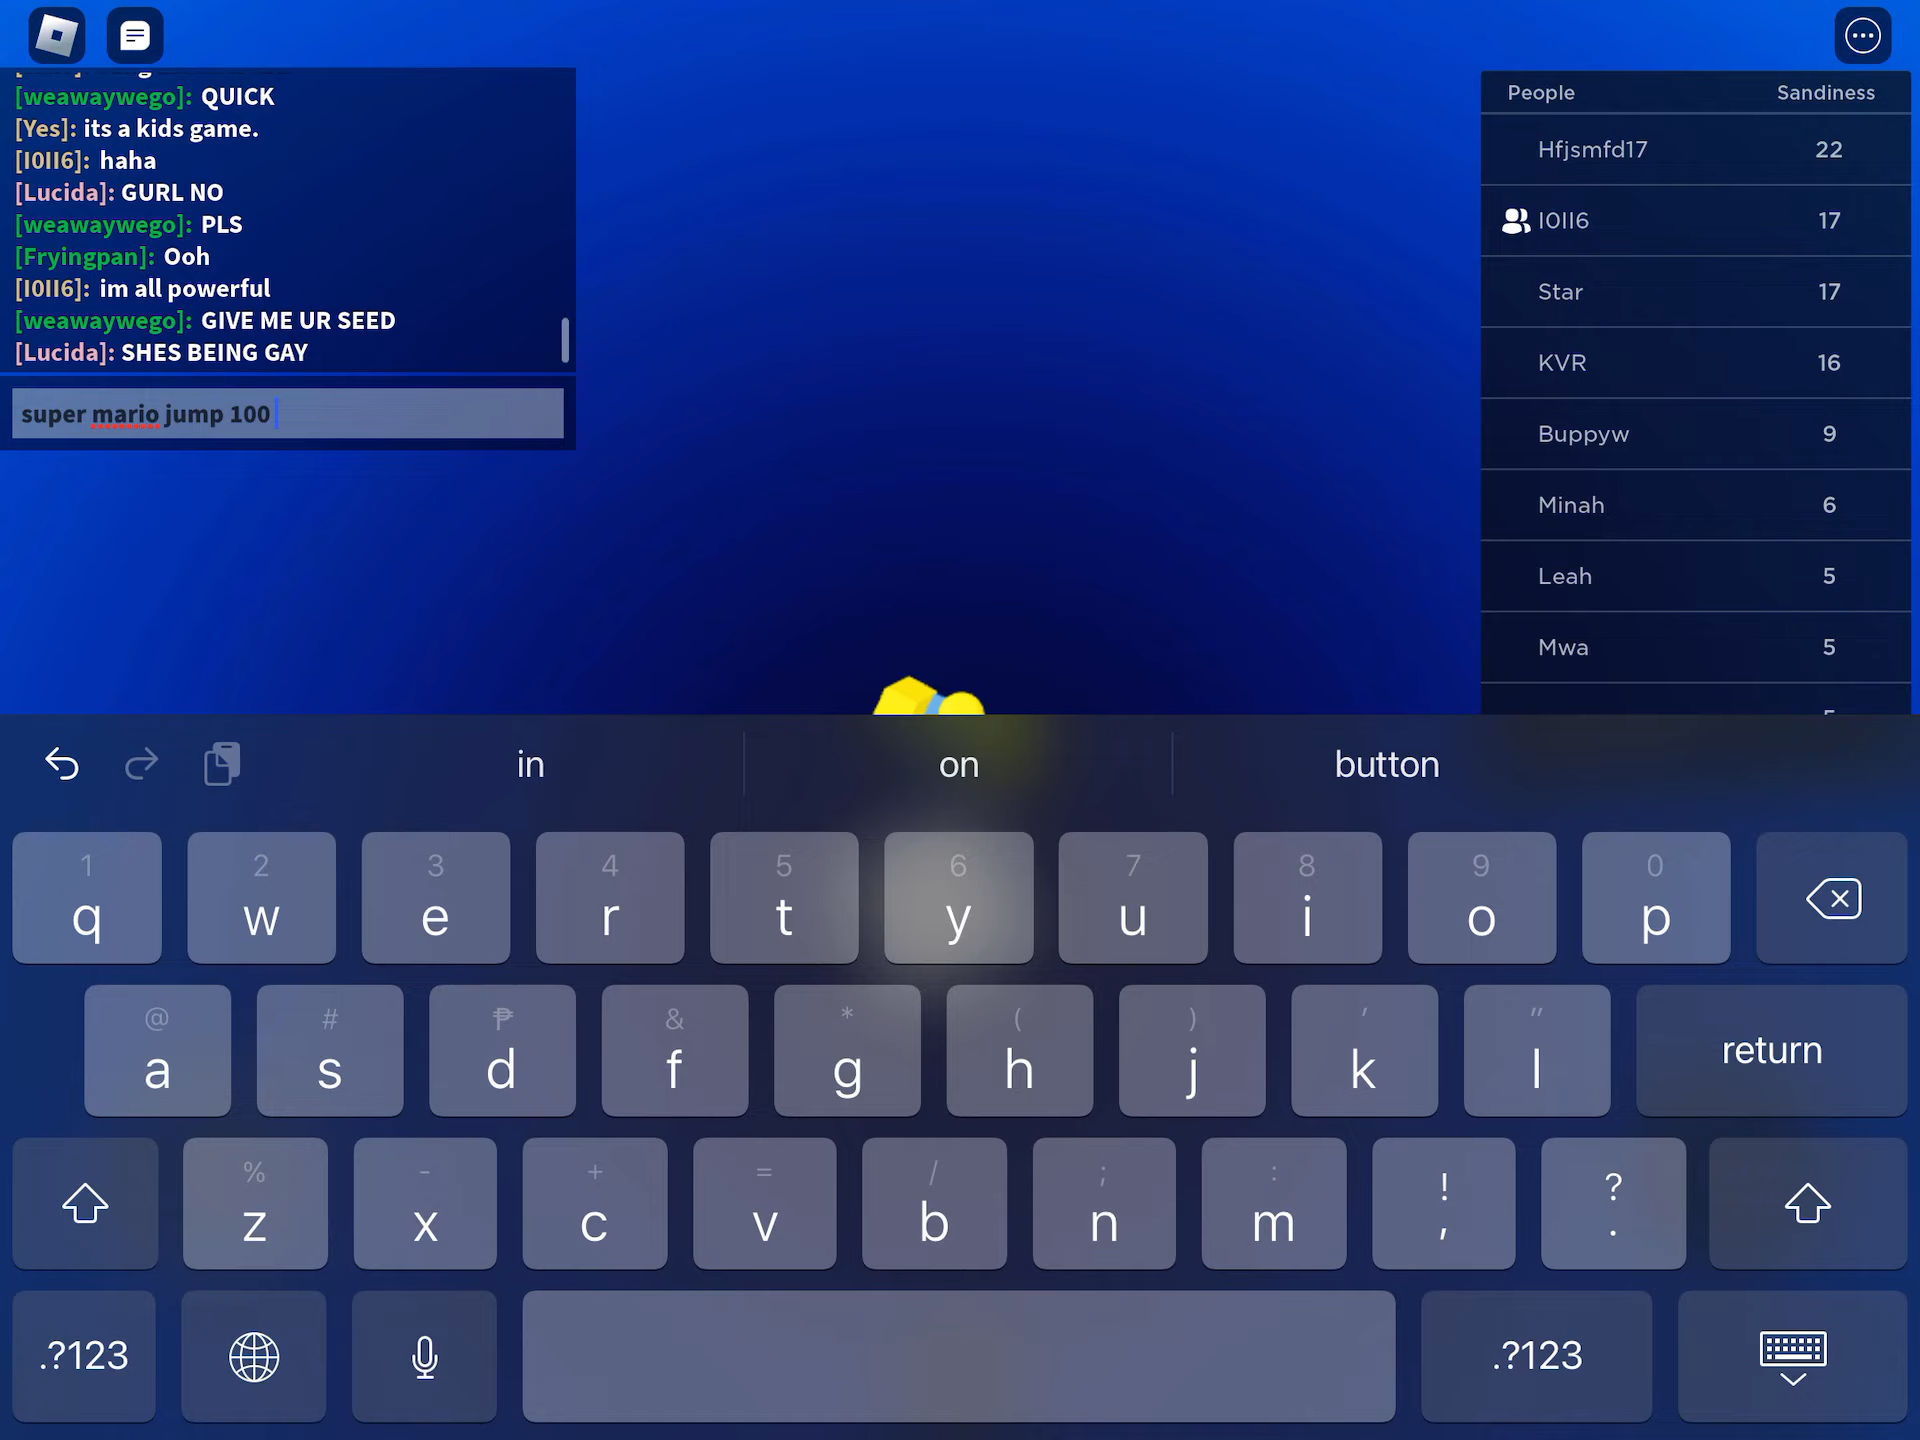 [weawaywego]: QUICK
[Yes]: its a kids game.
[I0II6]: haha
[Lucida]: GURL NO
[weawaywego]: PLS
[Fryingpan]: Ooh
[I0II6]: im all powerful
[weawaywego]: GIVE ME UR SEED
[Lucida]: SHES BEING GAY
super mario jump 100
People Sandiness
Hfjsmfd17 22
I0II6 17
Star 17
KVR 16
Buppyw 9
Minah 6
Leah 5
Mwa 5
in on button
1 2 3 4 5 6 7 8 9 0
q w e r t y u i o p
@ # ₱ & * ( ) ' "
a s d f g h j k l return
% - + = / ; : ! ?
z x c v b n m , .
.?123 .?123